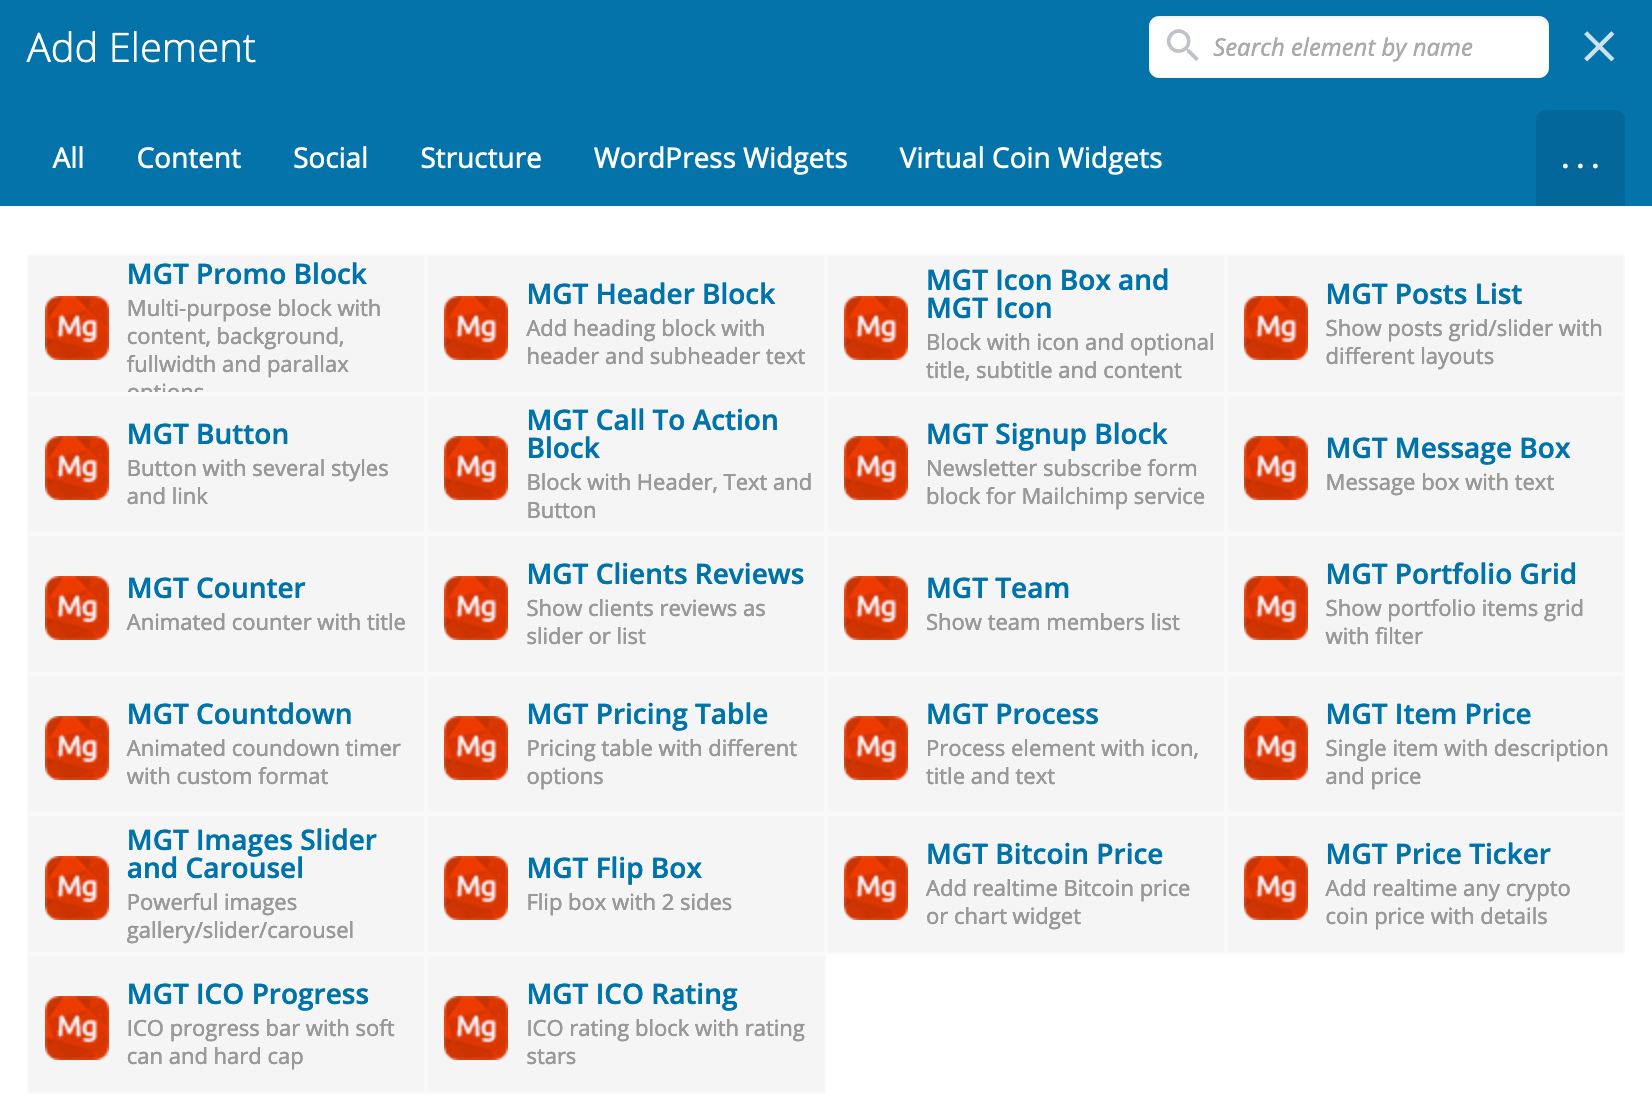 Add Element
Search element by name
All Content Social Structure WordPress Widgets Virtual Coin Widgets ...
Mg
MGT Promo Block
Multi-purpose block with
content, background,
fullwidth and parallax
options
Mg
MGT Header Block
Add heading block with
header and subheader text
Mg
MGT Icon Box and
MGT Icon
Block with icon and optional
title, subtitle and content
Mg
MGT Posts List
Show posts grid/slider with
different layouts
Mg
MGT Button
Button with several styles
and link
Mg
MGT Call To Action
Block
Block with Header, Text and
Button
Mg
MGT Signup Block
Newsletter subscribe form
block for Mailchimp service
Mg
MGT Message Box
Message box with text
Mg
MGT Counter
Animated counter with title
Mg
MGT Clients Reviews
Show clients reviews as
slider or list
Mg
MGT Team
Show team members list
Mg
MGT Portfolio Grid
Show portfolio items grid
with filter
Mg
MGT Countdown
Animated coundown timer
with custom format
Mg
MGT Pricing Table
Pricing table with different
options
Mg
MGT Process
Process element with icon,
title and text
Mg
MGT Item Price
Single item with description
and price
Mg
MGT Images Slider
and Carousel
Powerful images
gallery/slider/carousel
Mg
MGT Flip Box
Flip box with 2 sides
Mg
MGT Bitcoin Price
Add realtime Bitcoin price
or chart widget
Mg
MGT Price Ticker
Add realtime any crypto
coin price with details
Mg
MGT ICO Progress
ICO progress bar with soft
can and hard cap
Mg
MGT ICO Rating
ICO rating block with rating
stars